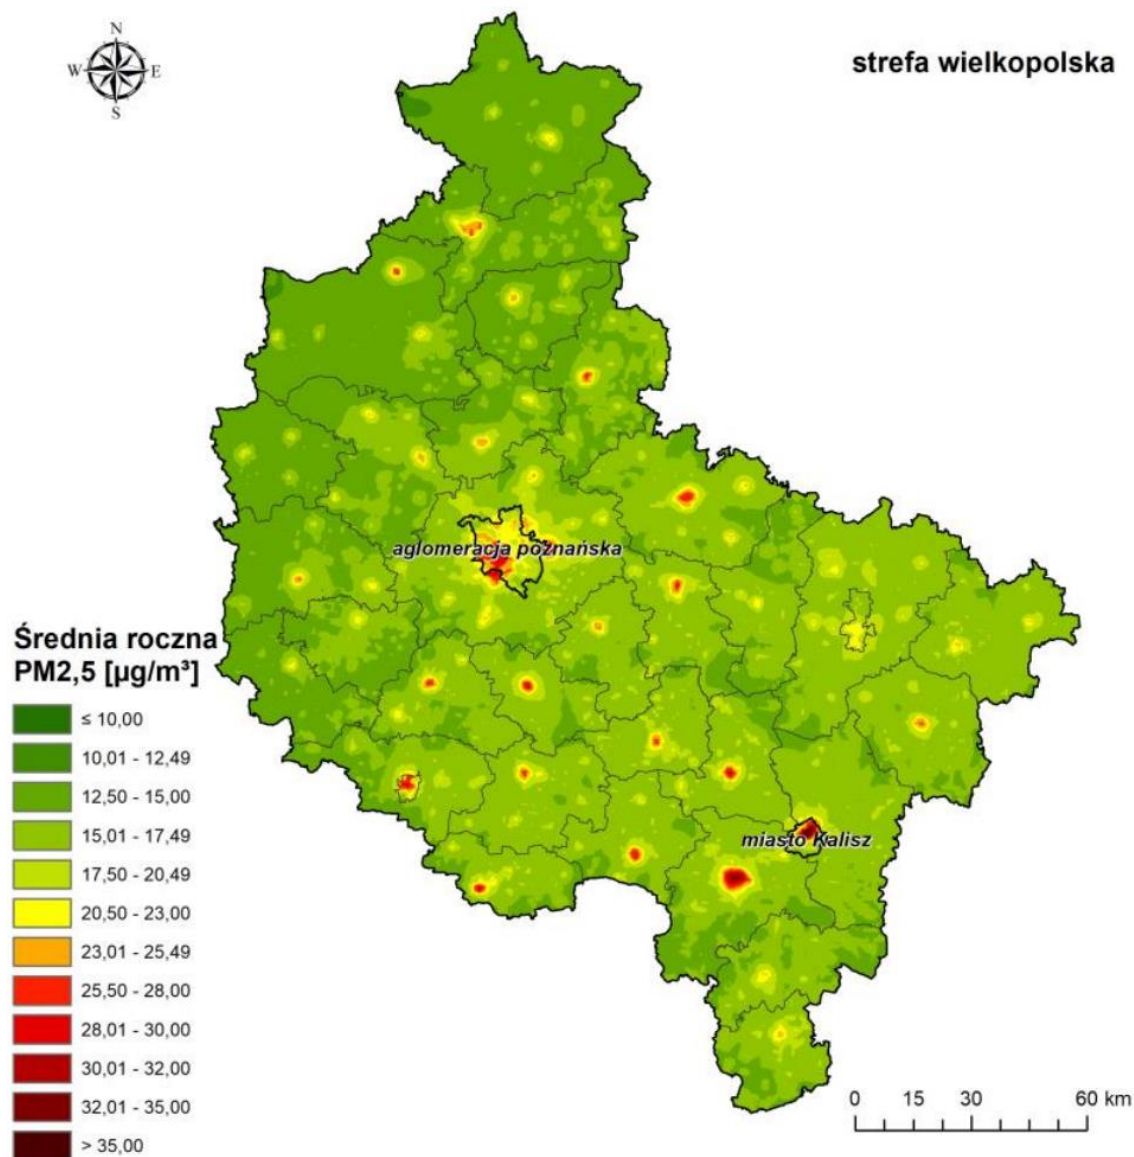 N
W E
S
strefa wielkopolska
aglomeracja poznańska
miasto Kalisz
Średnia roczna
PM2,5 [µg/m³]
≤ 10,00
10,01 - 12,49
12,50 - 15,00
15,01 - 17,49
17,50 - 20,49
20,50 - 23,00
23,01 - 25,49
25,50 - 28,00
28,01 - 30,00
30,01 - 32,00
32,01 - 35,00
> 35,00
0 15 30 60 km